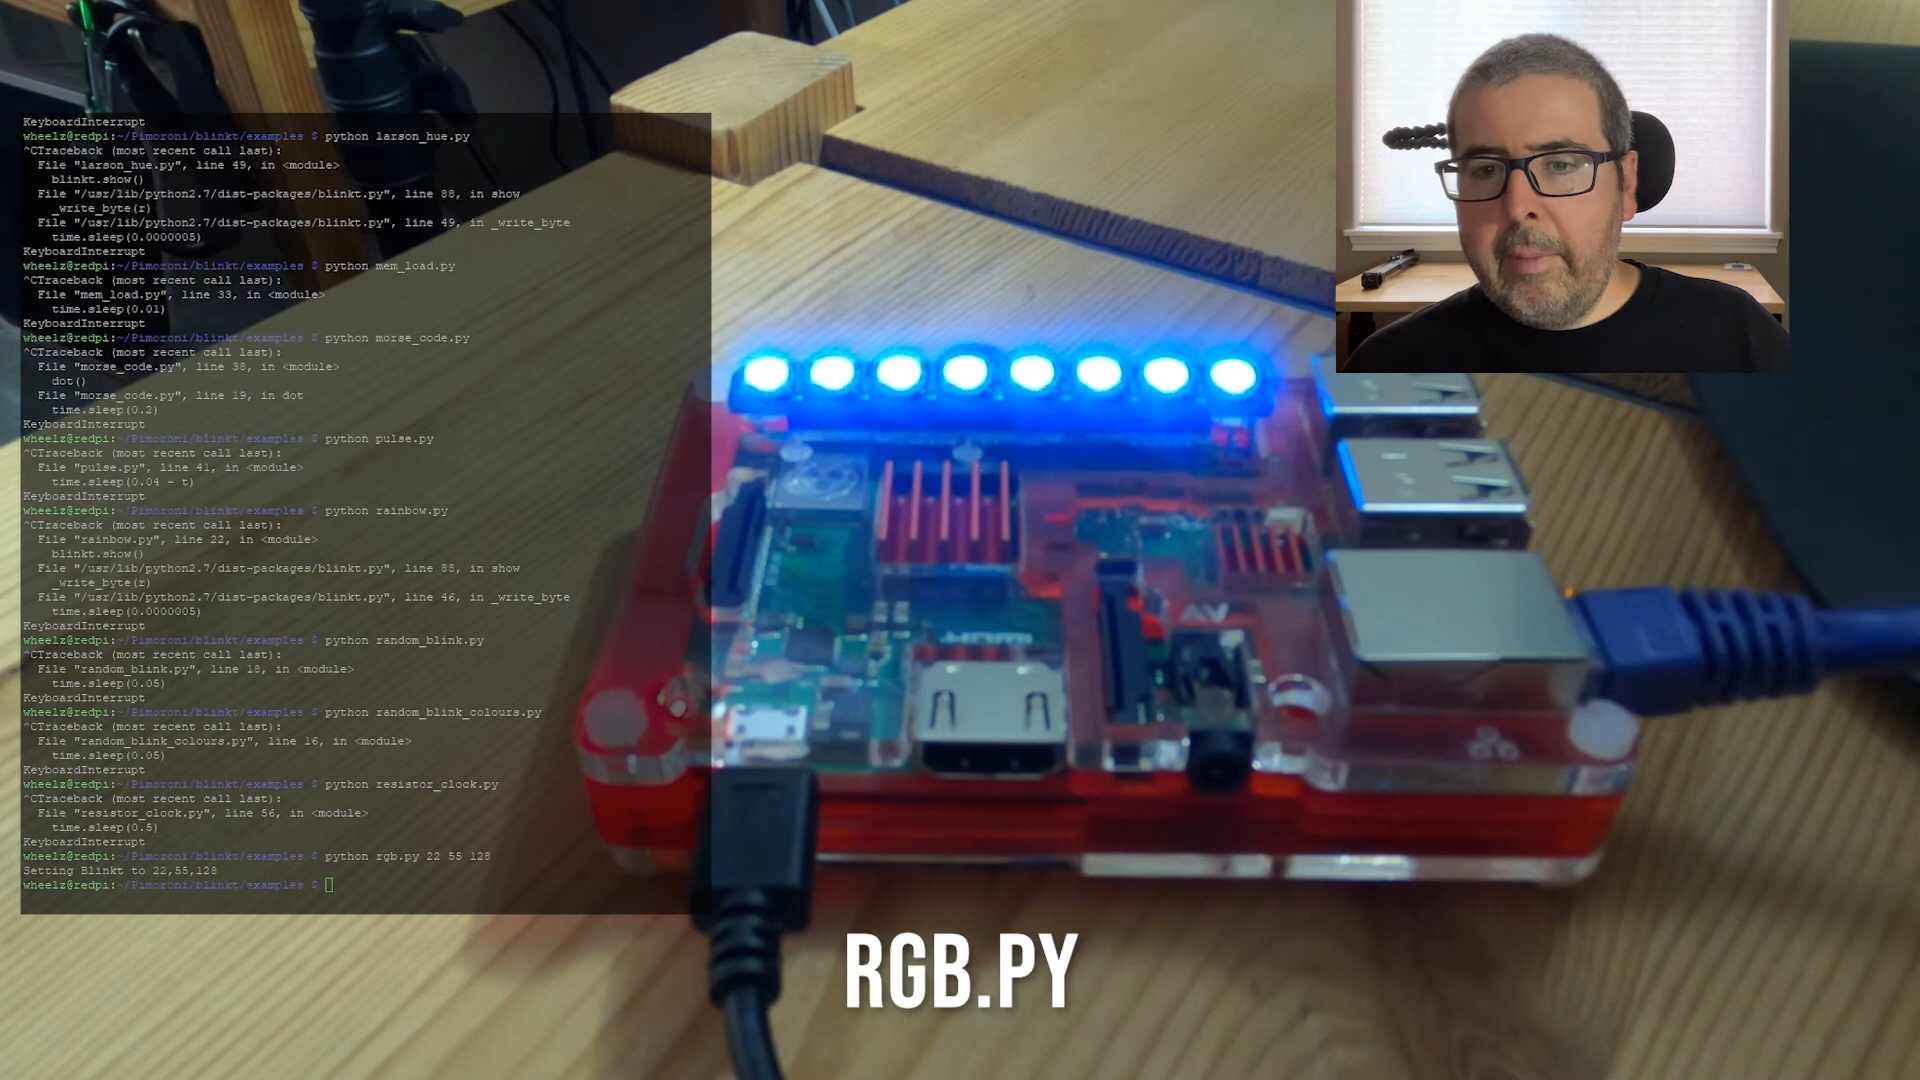 KeyboardInterrupt
wheelz@redpi:~/Pimoroni/blinkt/examples $ python larson_hue.py
^CTraceback (most recent call last):
  File "larson_hue.py", line 49, in <module>
    blinkt.show()
  File "/usr/lib/python2.7/dist-packages/blinkt.py", line 88, in show
    _write_byte(r)
  File "/usr/lib/python2.7/dist-packages/blinkt.py", line 49, in _write_byte
    time.sleep(0.0000005)
KeyboardInterrupt
wheelz@redpi:~/Pimoroni/blinkt/examples $ python mem_load.py
^CTraceback (most recent call last):
  File "mem_load.py", line 33, in <module>
    time.sleep(0.01)
KeyboardInterrupt
wheelz@redpi:~/Pimoroni/blinkt/examples $ python morse_code.py
^CTraceback (most recent call last):
  File "morse_code.py", line 38, in <module>
    dot()
  File "morse_code.py", line 19, in dot
    time.sleep(0.2)
KeyboardInterrupt
wheelz@redpi:~/Pimoroni/blinkt/examples $ python pulse.py
^CTraceback (most recent call last):
  File "pulse.py", line 41, in <module>
    time.sleep(0.04 - t)
KeyboardInterrupt
wheelz@redpi:~/Pimoroni/blinkt/examples $ python rainbow.py
^CTraceback (most recent call last):
  File "rainbow.py", line 22, in <module>
    blinkt.show()
  File "/usr/lib/python2.7/dist-packages/blinkt.py", line 88, in show
    _write_byte(r)
  File "/usr/lib/python2.7/dist-packages/blinkt.py", line 46, in _write_byte
    time.sleep(0.0000005)
KeyboardInterrupt
wheelz@redpi:~/Pimoroni/blinkt/examples $ python random_blink.py
^CTraceback (most recent call last):
  File "random_blink.py", line 18, in <module>
    time.sleep(0.05)
KeyboardInterrupt
wheelz@redpi:~/Pimoroni/blinkt/examples $ python random_blink_colours.py
^CTraceback (most recent call last):
  File "random_blink_colours.py", line 16, in <module>
    time.sleep(0.05)
KeyboardInterrupt
wheelz@redpi:~/Pimoroni/blinkt/examples $ python resistor_clock.py
^CTraceback (most recent call last):
  File "resistor_clock.py", line 56, in <module>
    time.sleep(0.5)
KeyboardInterrupt
wheelz@redpi:~/Pimoroni/blinkt/examples $ python rgb.py 22 55 128
Setting Blinkt to 22,55,128
wheelz@redpi:~/Pimoroni/blinkt/examples $
AV
HDMI
RGB.PY